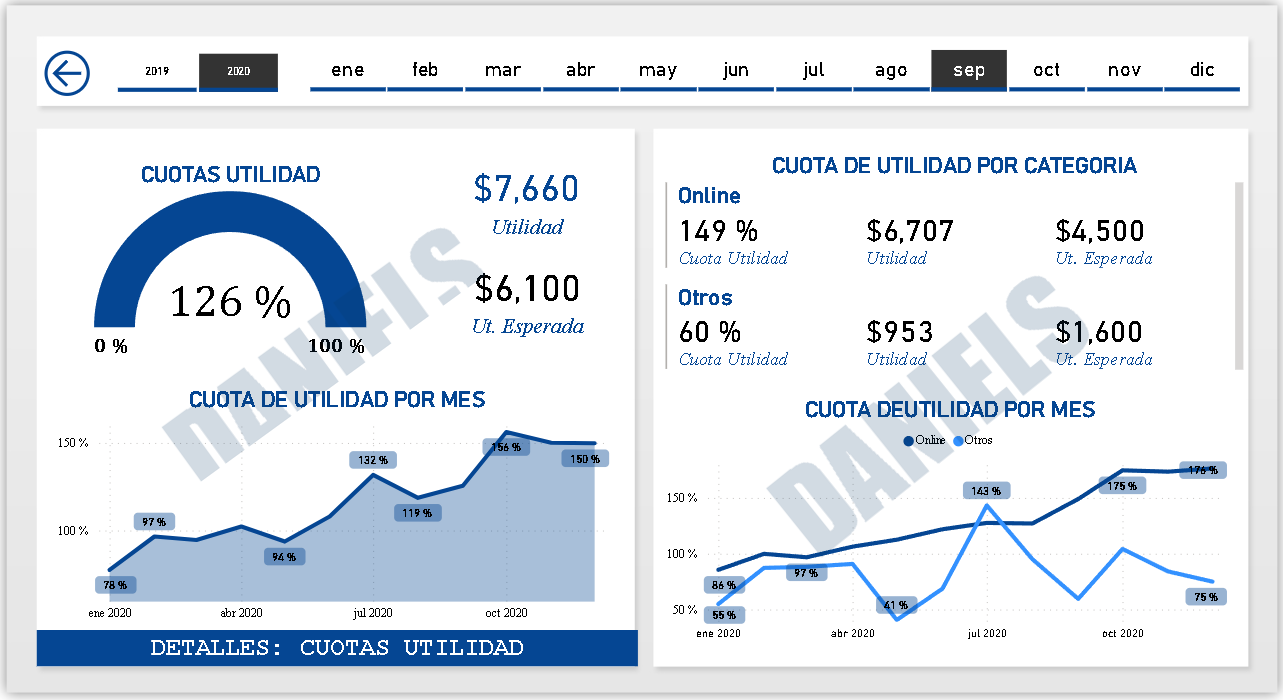 2019 2020 ene feb mar abr may jun jul ago sep oct nov dic
CUOTAS UTILIDAD
126 %
0 % 100 %
$7,660
Utilidad
$6,100
Ut. Esperada
CUOTA DE UTILIDAD POR MES
150 %
100 %
78 % 97 % 94 % 132 % 119 % 156 % 150 %
ene 2020 abr 2020 jul 2020 oct 2020
DETALLES: CUOTAS UTILIDAD
CUOTA DE UTILIDAD POR CATEGORIA
Online
149 % $6,707 $4,500
Cuota Utilidad Utilidad Ut. Esperada
Otros
60 % $953 $1,600
Cuota Utilidad Utilidad Ut. Esperada
CUOTA DEUTILIDAD POR MES
Online Otros
150 %
100 %
50 %
86 % 55 % 97 % 41 % 143 % 175 % 176 % 75 %
ene 2020 abr 2020 jul 2020 oct 2020
DANIELS
DANIELS